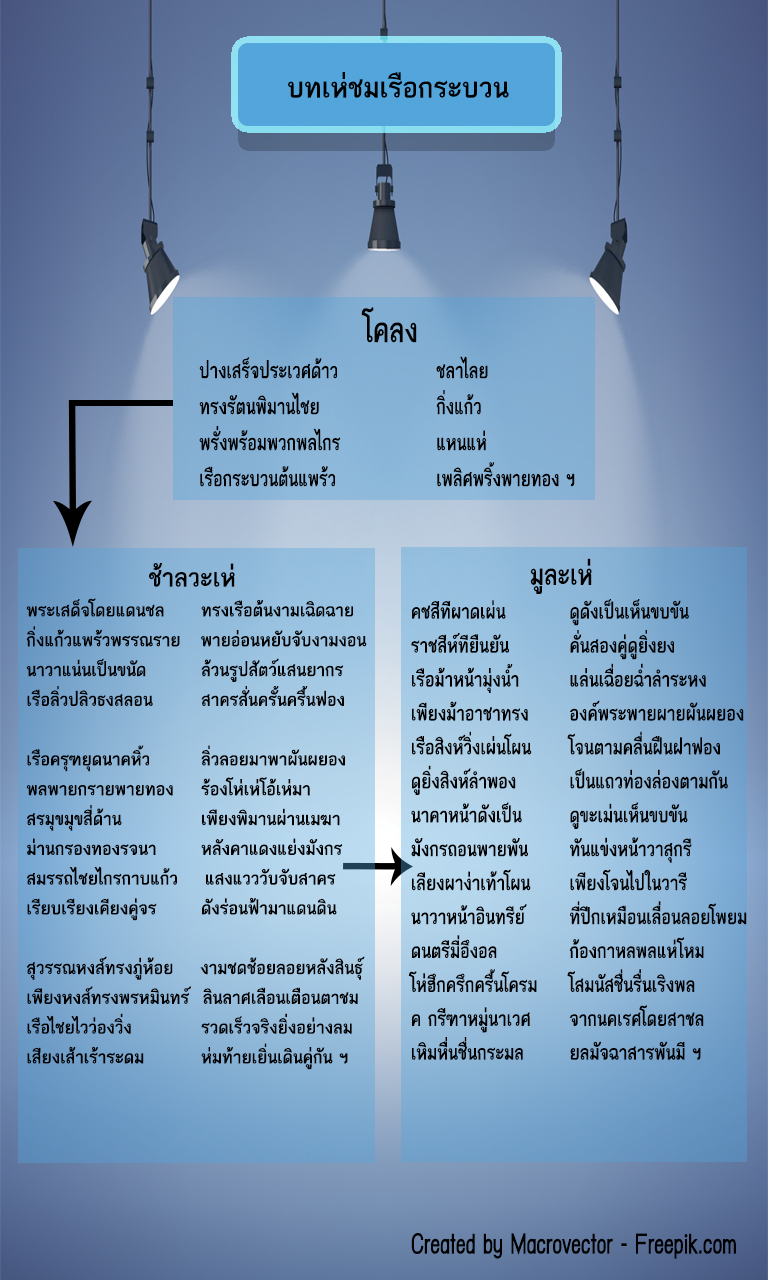 บทเห่ชมเรือกระบวน
โคลง
ปางเสร็จประเวศด้าว ชลาไลย
ทรงรัตนพิมานไชย กิ่งแก้ว
พรั่งพร้อมพวกพลไกร แหนแห่
เรือกระบวนต้นแพร้ว เพลิศพริ้งพายทอง ฯ
ช้าลวะเห่
พระเสด็จโดยแดนชล ทรงเรือต้นงามเฉิดฉาย
กิ่งแก้วแพร้วพรรณราย พายอ่อนหยับจับงามงอน
นาวาแน่นเป็นขนัด ล้วนรูปสัตว์แสนยากร
เรือลิ่วปลิวธงสลอน สาครสั่นครั้นครื้นฟอง
เรือครุฑยุดนาคหิ้ว ลิ่วลอยมาพาผันผยอง
พลพายกรายพายทอง ร้องโห่เห่โอ้เห่มา
สรมุขมุขสี่ด้าน เพียงพิมานผ่านเมฆา
ม่านกรองทองรจนา หลังคาแดงแย่งมังกร
สมรรถไชยไกรกาบแก้ว แสงแวววับจับสาคร
เรียบเรียงเคียงคู่จร ดังร่อนฟ้ามาแดนดิน
สุวรรณหงส์ทรงภู่ห้อย งามชดช้อยลอยหลังสินธุ์
เพียงหงส์ทรงพรหมินทร์ ลินลาศเลือนเตือนตาชม
เรือไชยไวว่องวิ่ง รวดเร็วจริงยิ่งอย่างลม
เสียงเส้าเร้าระดม ห่มท้ายเยิ่นเดินคู่กัน ฯ
มูละเห่
คชสีทีผาดเผ่น ดูดังเป็นเห็นขบขัน
ราชสีห์ทียืนยัน คั่นสองคู่ดูยิ่งยง
เรือม้าหน้ามุ่งน้ำ แล่นเฉื่อยฉ่ำลำระหง
เพียงม้าอาชาทรง องค์พระพายผายผันผยอง
เรือสิงห์วิ่งเผ่นโผน โจนตามคลื่นฝืนฝาฟอง
ดูยิ่งสิงห์ลำพอง เป็นแถวท่องล่องตามกัน
นาคาหน้าดังเป็น ดูขะเม่นเห็นขบขัน
มังกรถอนพายพัน ทันแข่งหน้าวาสุกรี
เลียงผาง่าเท้าโผน เพียงโจนไปในวารี
นาวาหน้าอินทรีย์ ที่ปีกเหมือนเลื่อนลอยโพยม
ดนตรีมี่อึงอล ก้องกาหลพลแห่โหม
โห่ฮึกครึกครื้นโครม โสมนัสชื่นรื่นเริงพล
ค กรีฑาหมู่นาเวศ จากนคเรศโดยสาชล
เหิมหื่นชื่นกระมล ยลมัจฉาสารพันมี ฯ
Created by Macrovector - Freepik.com